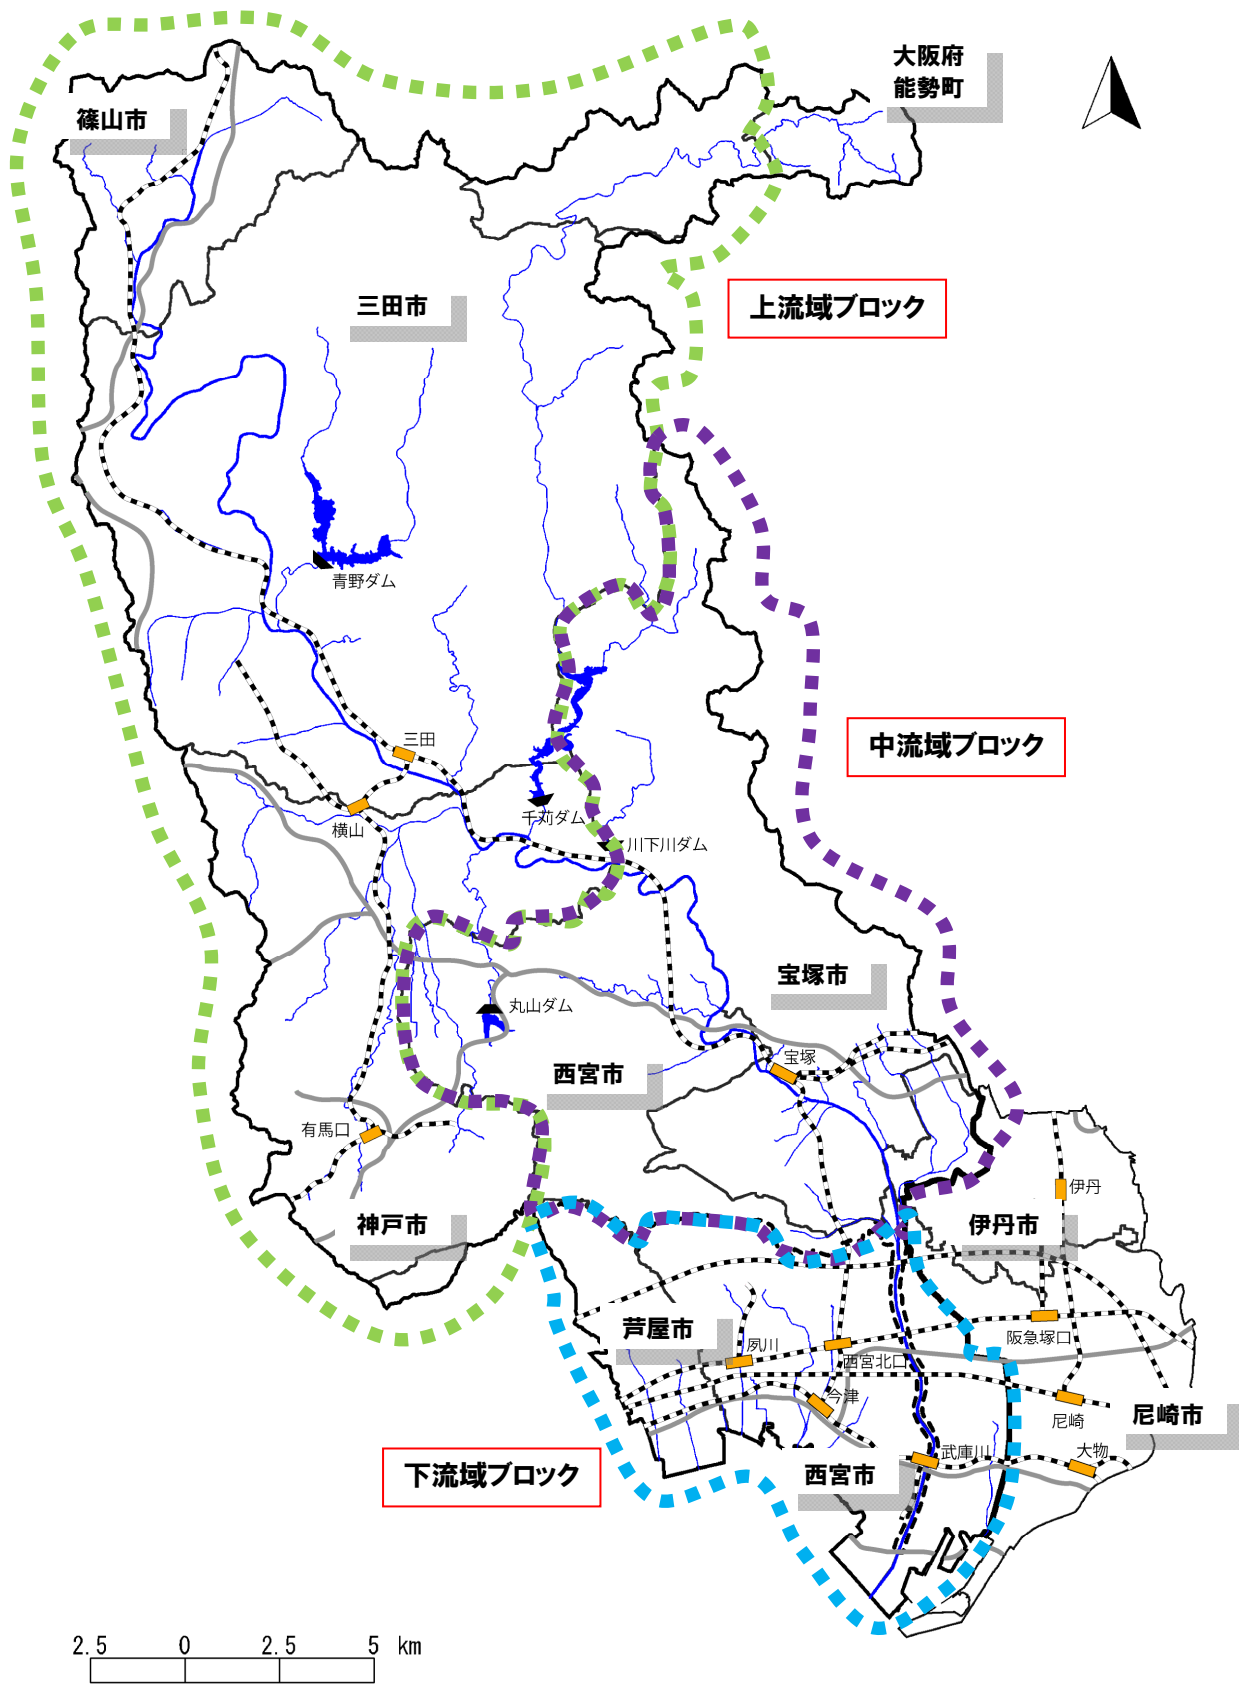 大阪府
能勢町
篠山市
三田市
上流域ブロック
青野ダム
中流域ブロック
三田
千苅ダム
横山
川下川ダム
宝塚市
丸山ダム
西宮市
宝塚
有馬口
伊丹
神戸市
伊丹市
芦屋市
夙川
阪急塚口
西宮北口
今津
尼崎
尼崎市
武庫川
大物
下流域ブロック
西宮市
2.5 0 2.5 5 km